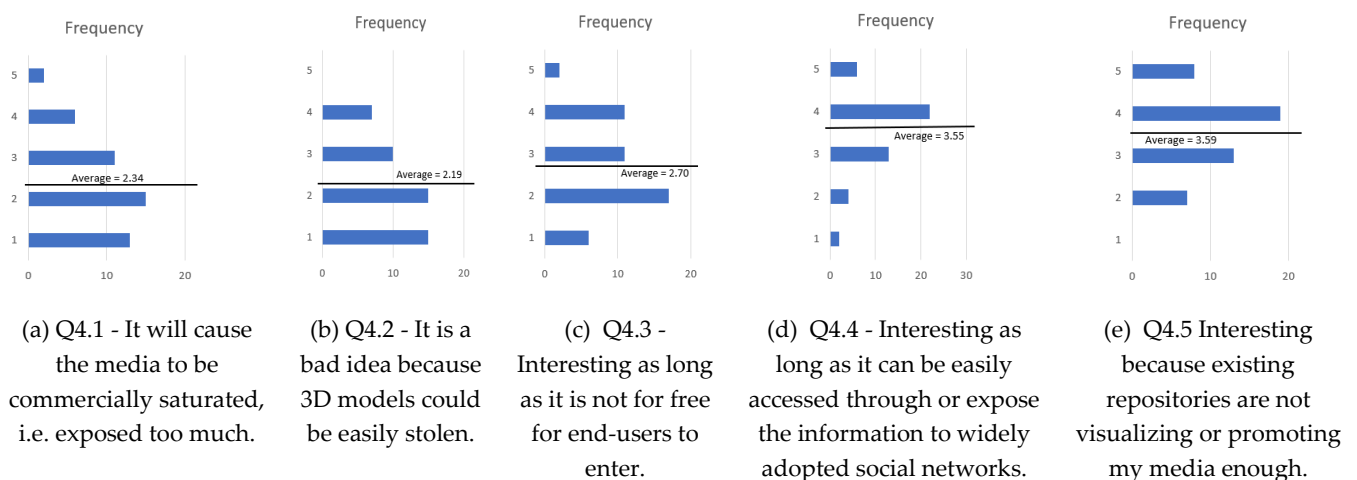 Frequency
5
4
3
Average = 2.34
2
1
0
10
20
(a) Q4.1 - It will cause
the media to be
commercially saturated,
i.e. exposed too much.
Frequency
5
4
3
Average = 2.19
2
1
0
10
20
(b) Q4.2 - It is a
bad idea because
3D models could
be easily stolen.
Frequency
5
4
3
Average = 2.70
2
1
0
10
20
(c) Q4.3 -
Interesting as long
as it is not for free
for end-users to
enter.
Frequency
5
4
Average = 3.55
3
2
1
0
10
20
30
(d) Q4.4 - Interesting as
long as it can be easily
accessed through or expose
the information to widely
adopted social networks.
Frequency
5
4
Average = 3.59
3
2
1
0
10
20
(e) Q4.5 Interesting
because existing
repositories are not
visualizing or promoting
my media enough.